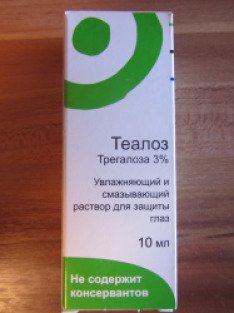 Теалоз
Трегалоза 3%
Увлажняющий и
смазывающий
раствор для защиты
глаз
10 мл
Не содержит
консервантов